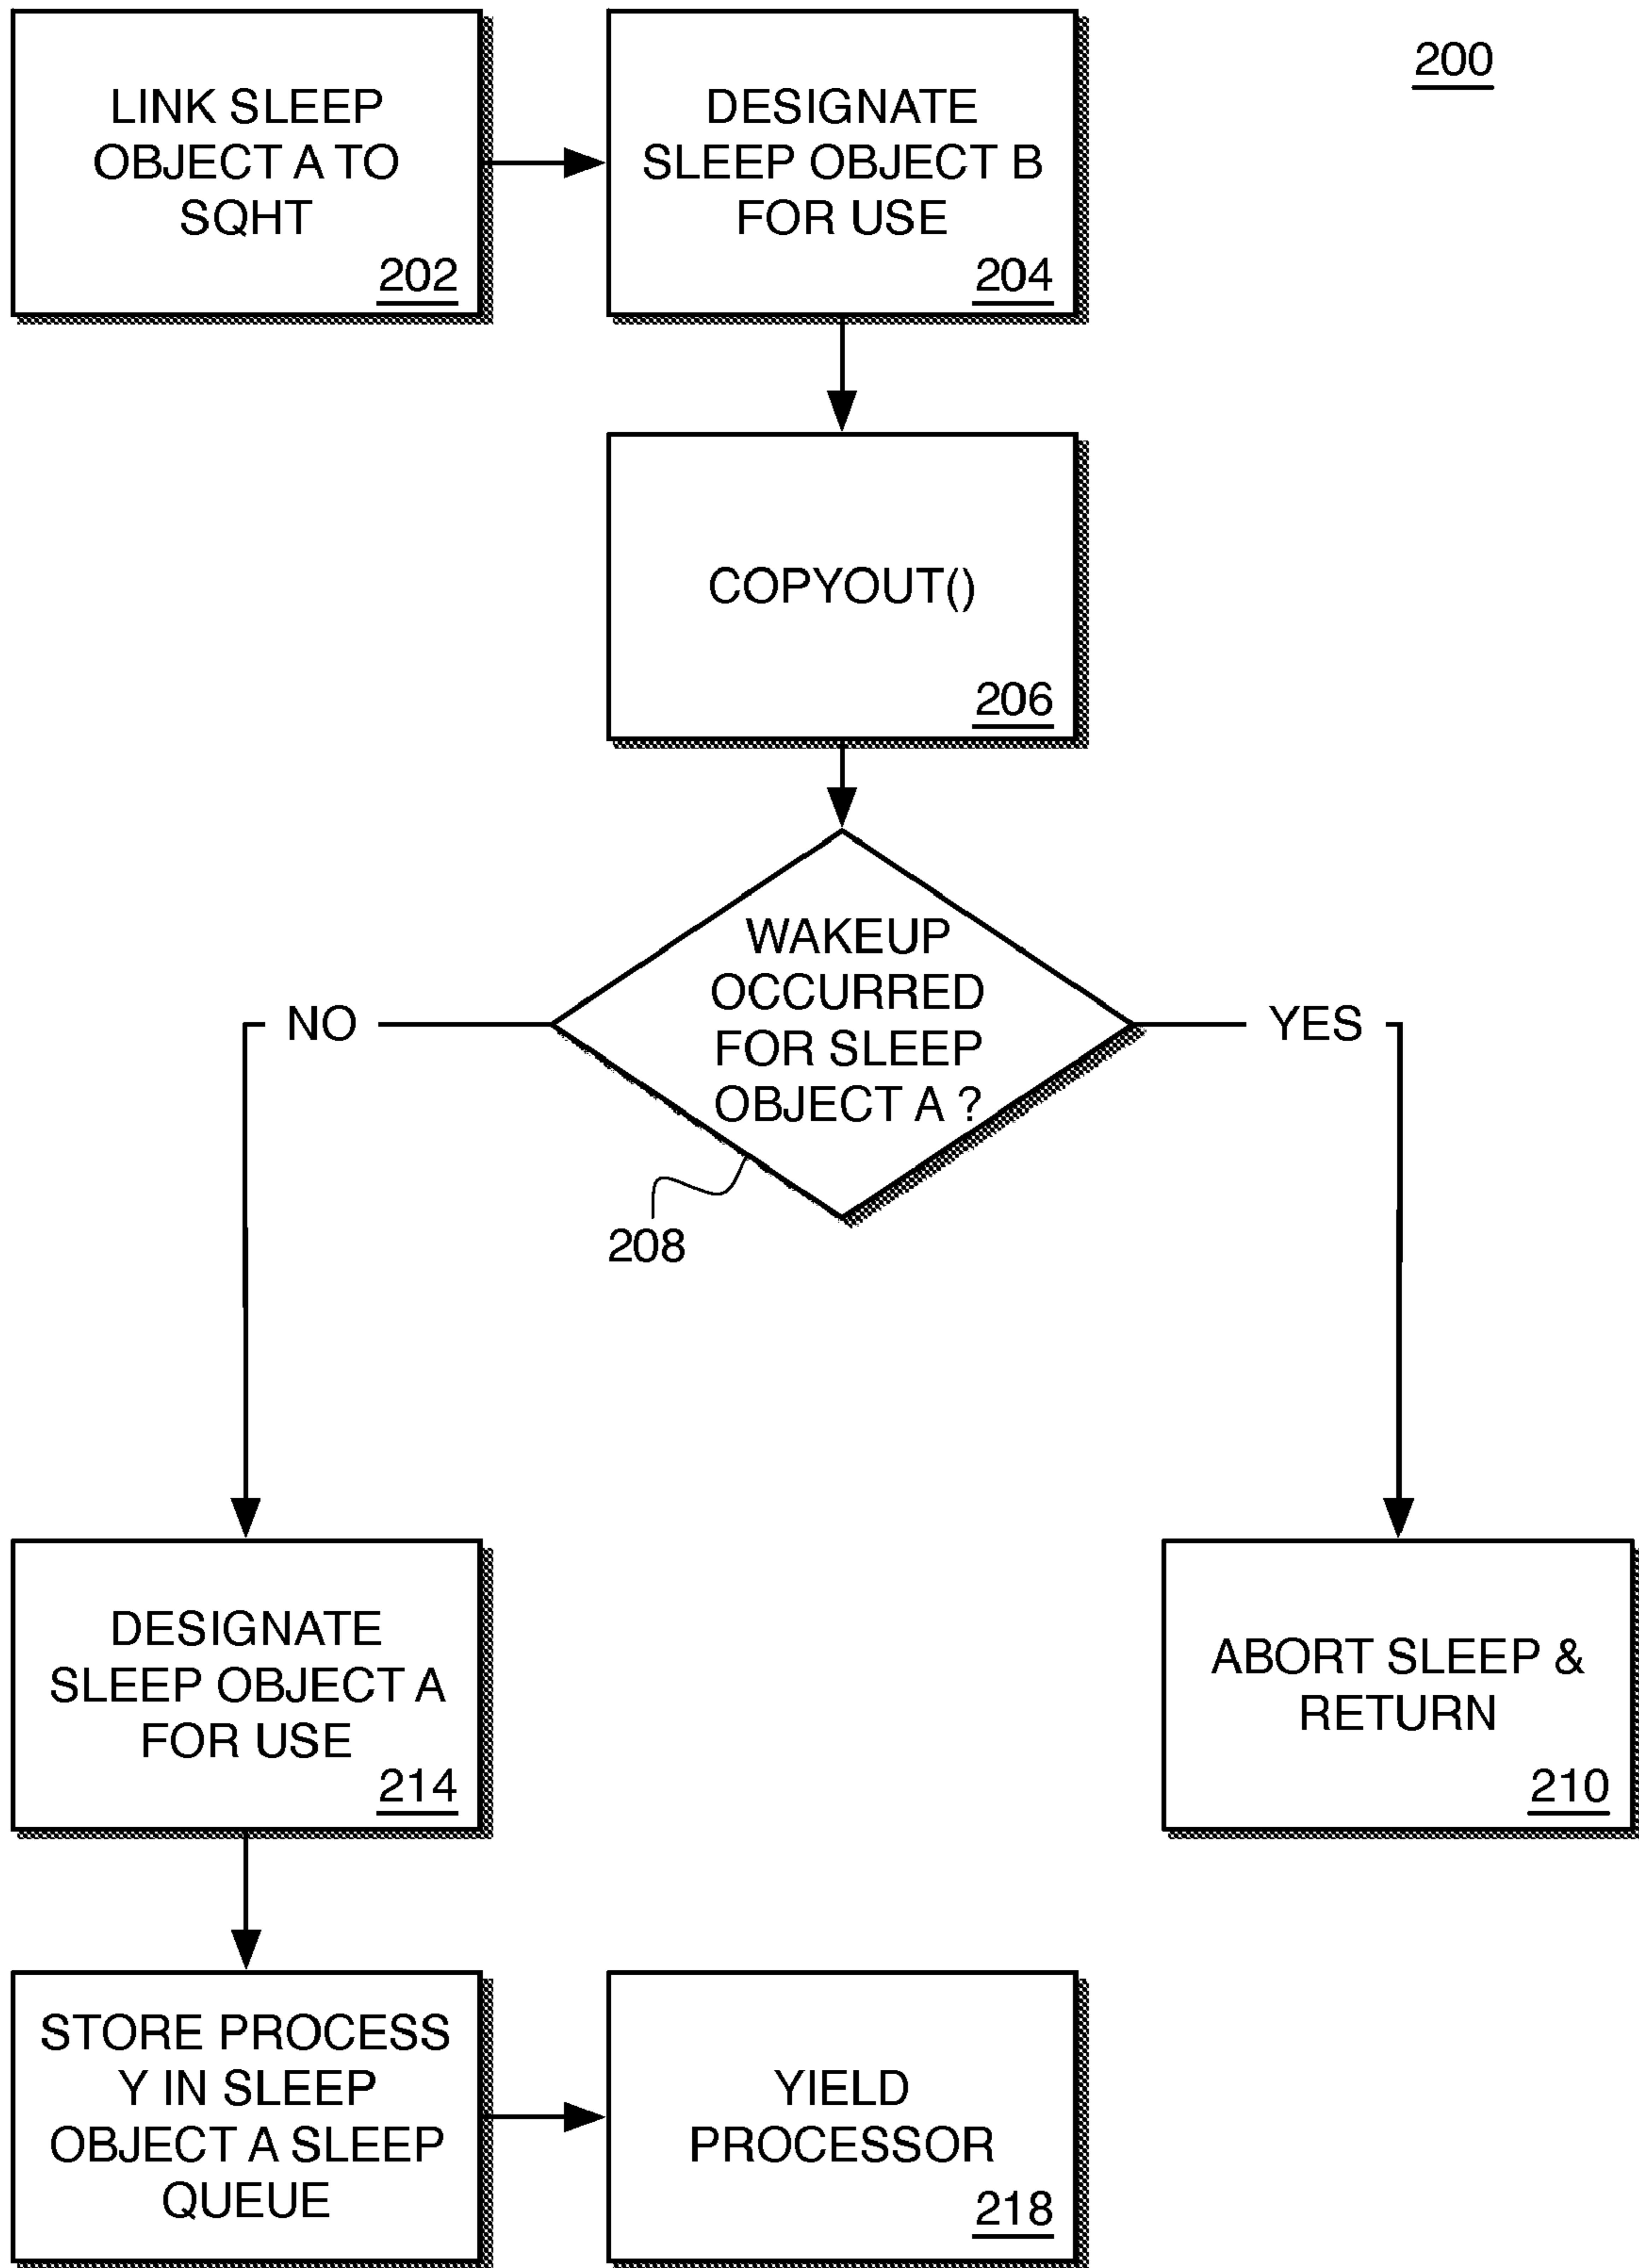 200
LINK SLEEP
OBJECT A TO
SQHT
202
DESIGNATE
SLEEP OBJECT B
FOR USE
204
COPYOUT()
206
WAKEUP
OCCURRED
FOR SLEEP
OBJECT A ?
208
NO
YES
DESIGNATE
SLEEP OBJECT A
FOR USE
214
ABORT SLEEP &
RETURN
210
STORE PROCESS
Y IN SLEEP
OBJECT A SLEEP
QUEUE
YIELD
PROCESSOR
218